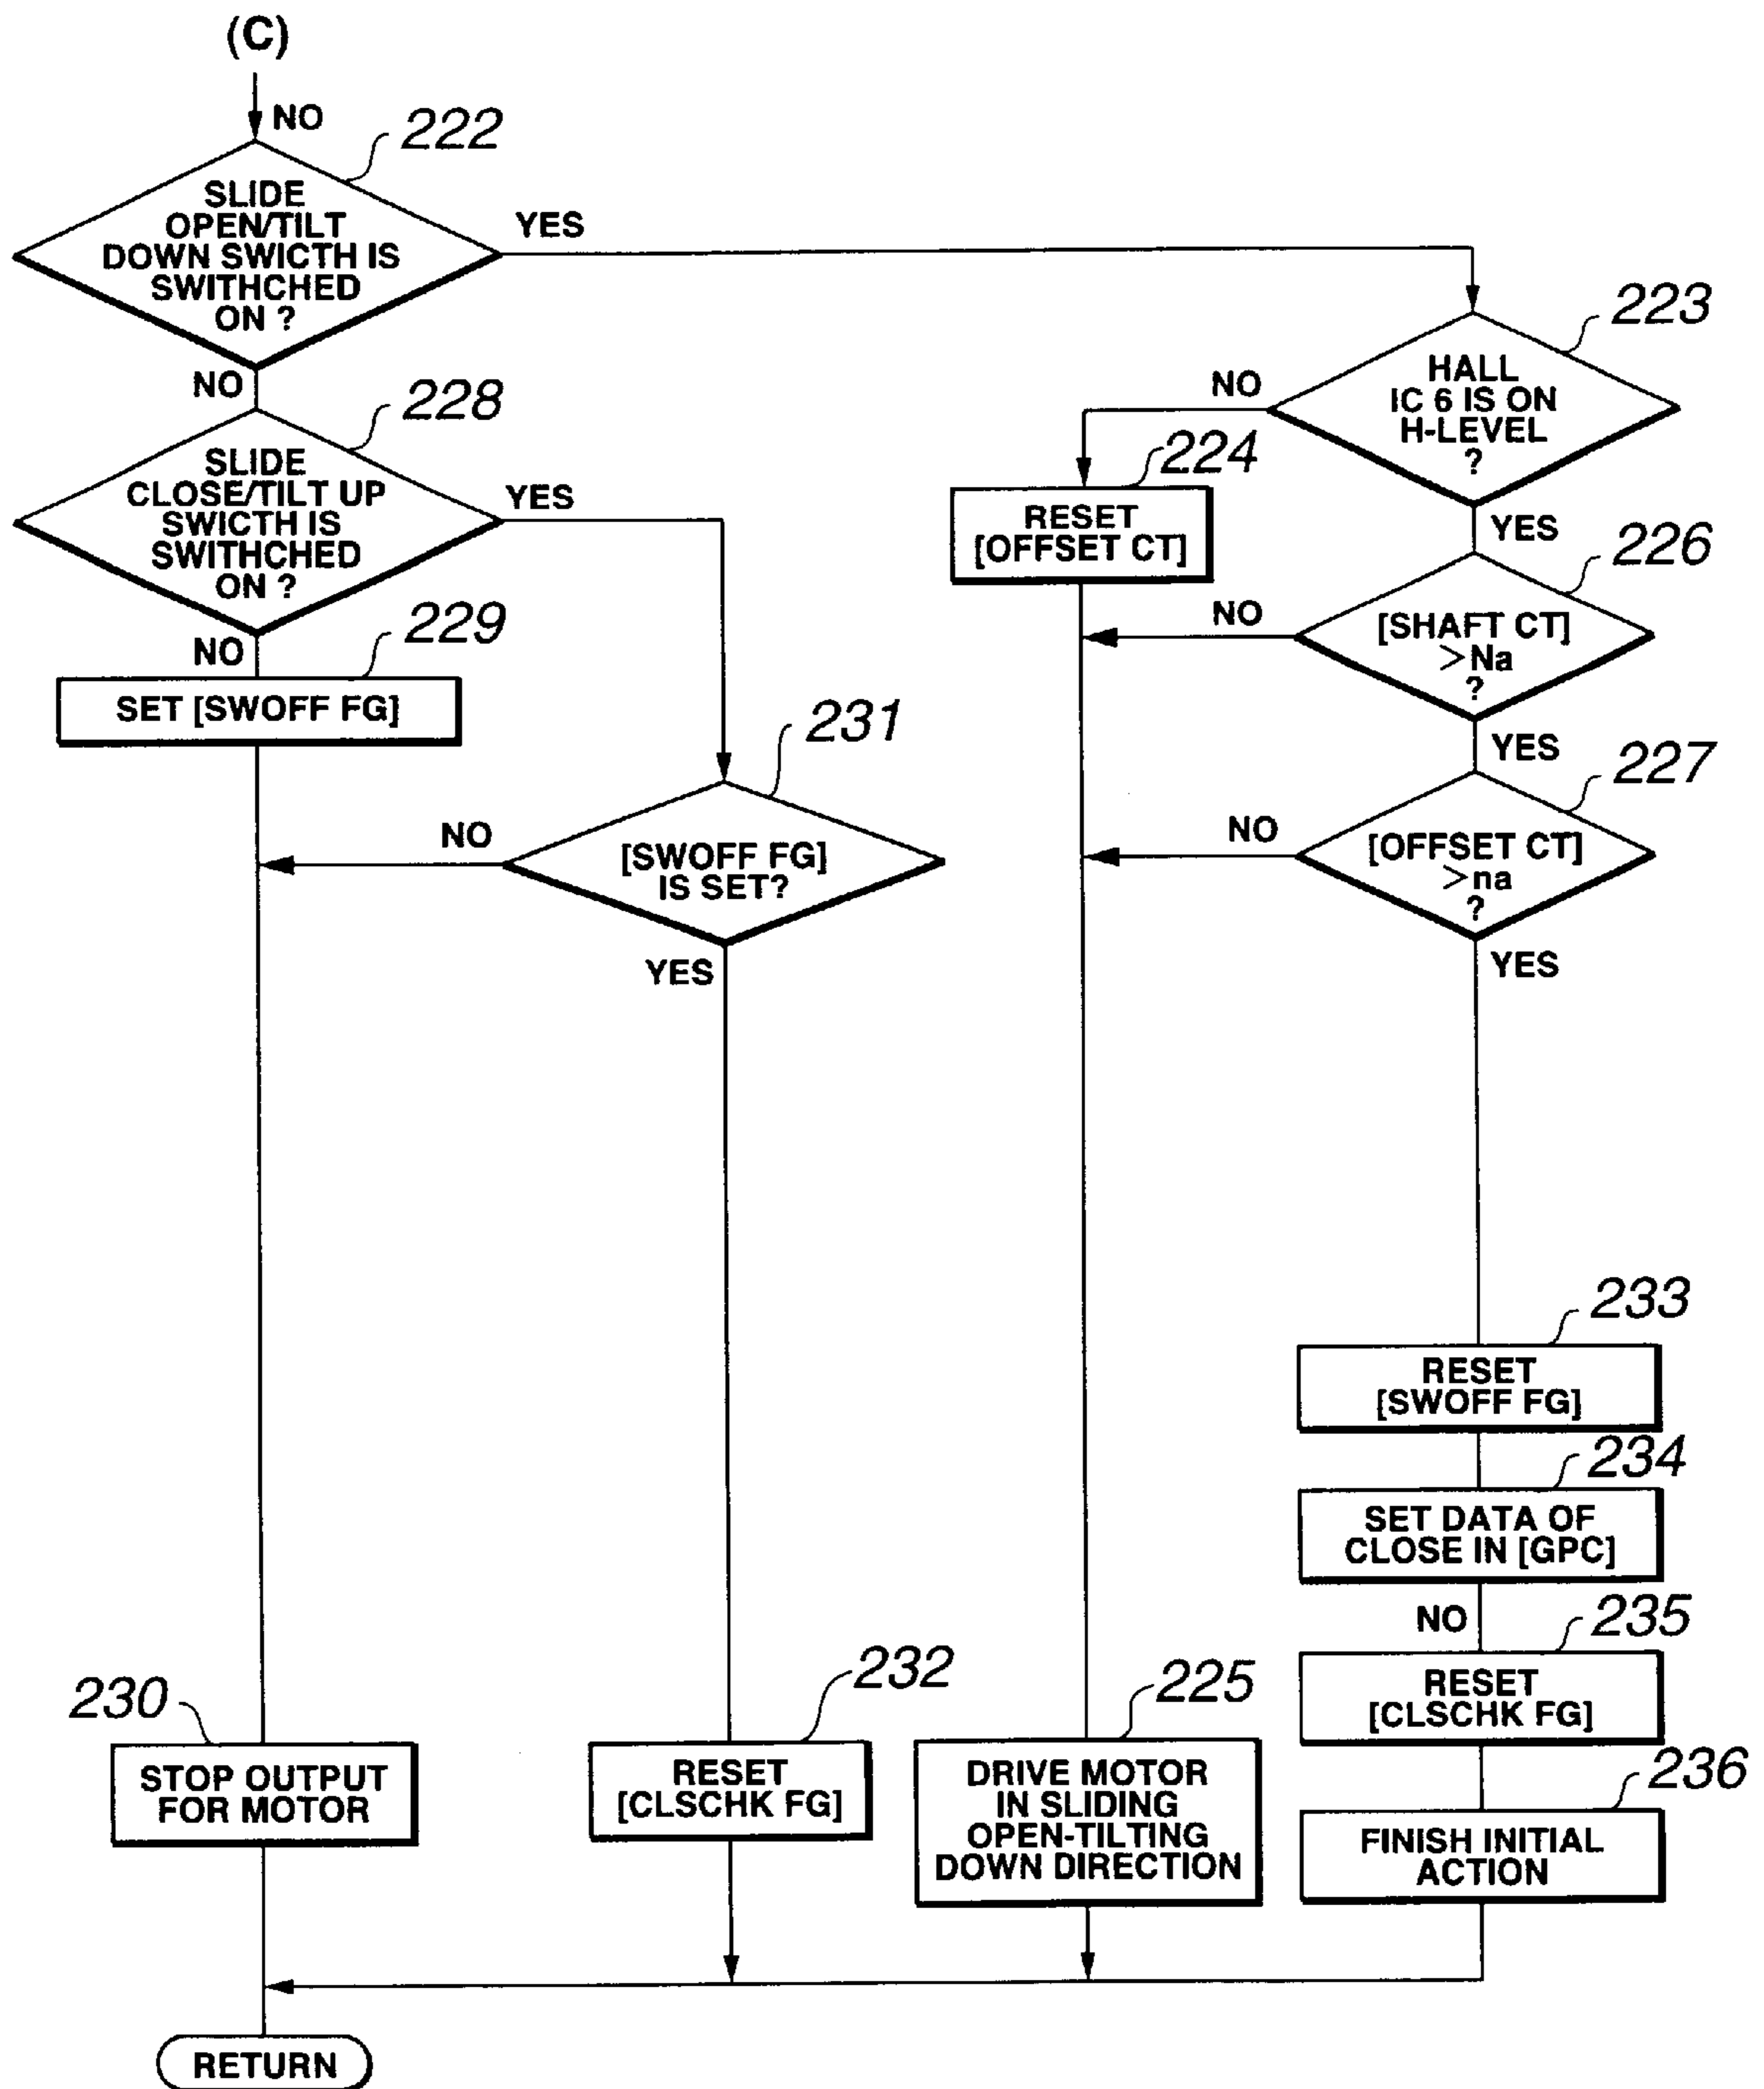 (C)
NO
222
SLIDE
OPEN/TILT
DOWN SWICTH IS
SWITHCHED
ON ?
YES
NO
223
HALL
IC 6 IS ON
H-LEVEL
?
NO
YES
224
RESET
[OFFSET CT]
228
SLIDE
CLOSE/TILT UP
SWICTH IS
SWITHCHED
ON ?
YES
NO
226
[SHAFT CT]
>Na
?
NO
YES
229
SET [SWOFF FG]
231
[SWOFF FG]
IS SET?
NO
YES
227
[OFFSET CT]
>na
?
NO
YES
233
RESET
[SWOFF FG]
234
SET DATA OF
CLOSE IN [GPC]
NO
235
RESET
[CLSCHK FG]
230
STOP OUTPUT
FOR MOTOR
232
RESET
[CLSCHK FG]
225
DRIVE MOTOR
IN SLIDING
OPEN-TILTING
DOWN DIRECTION
236
FINISH INITIAL
ACTION
RETURN